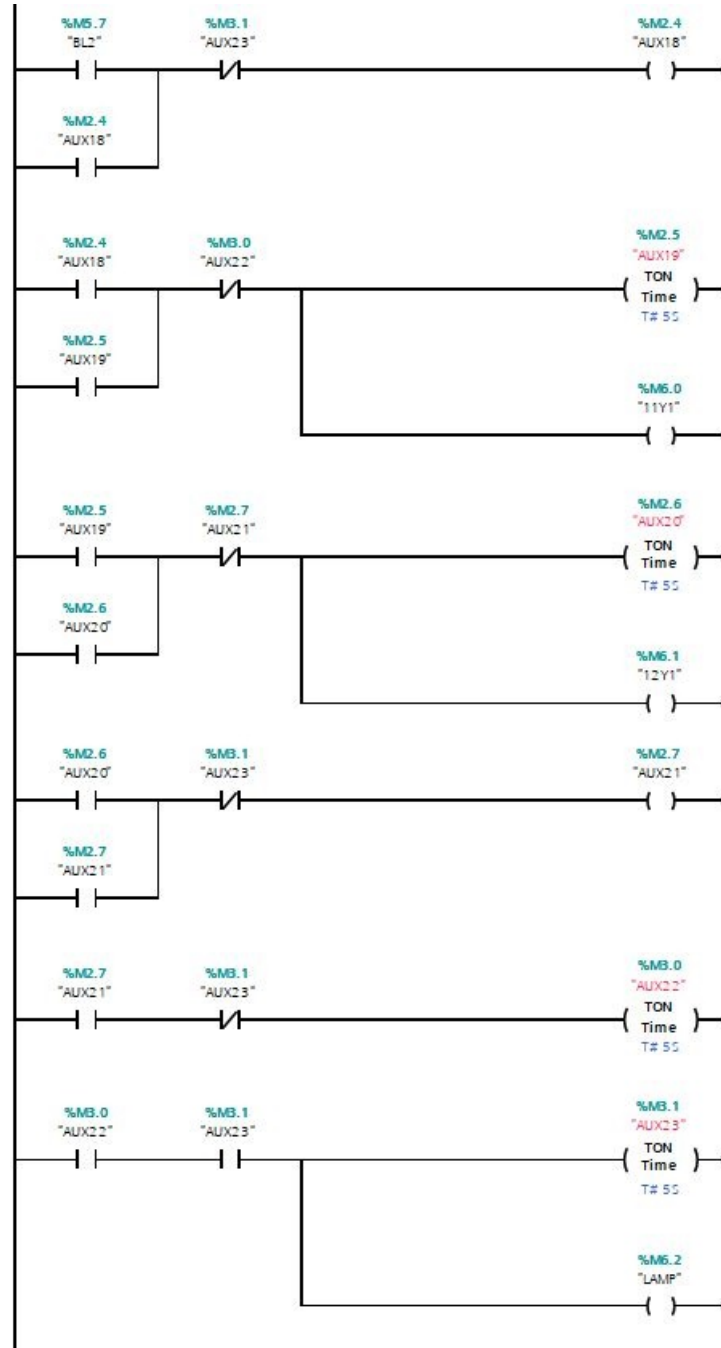 %M5.7 %M3.1 %M2.4
"BL2" "AUX23" "AUX18"
%M2.4
"AUX18"
%M2.4 %M3.0 %M2.5
"AUX18" "AUX22" "AUX19"
TON
Time
T# 5S
%M2.5
"AUX19"
%M6.0
"11Y1"
%M2.5 %M2.7 %M2.6
"AUX19" "AUX21" "AUX20"
TON
Time
T# 5S
%M2.6
"AUX20"
%M6.1
"12Y1"
%M2.6 %M3.1 %M2.7
"AUX20" "AUX23" "AUX21"
%M2.7
"AUX21"
%M2.7 %M3.1 %M3.0
"AUX21" "AUX23" "AUX22"
TON
Time
T# 5S
%M3.0 %M3.1 %M3.1
"AUX22" "AUX23" "AUX23"
TON
Time
T# 5S
%M6.2
"LAMP"